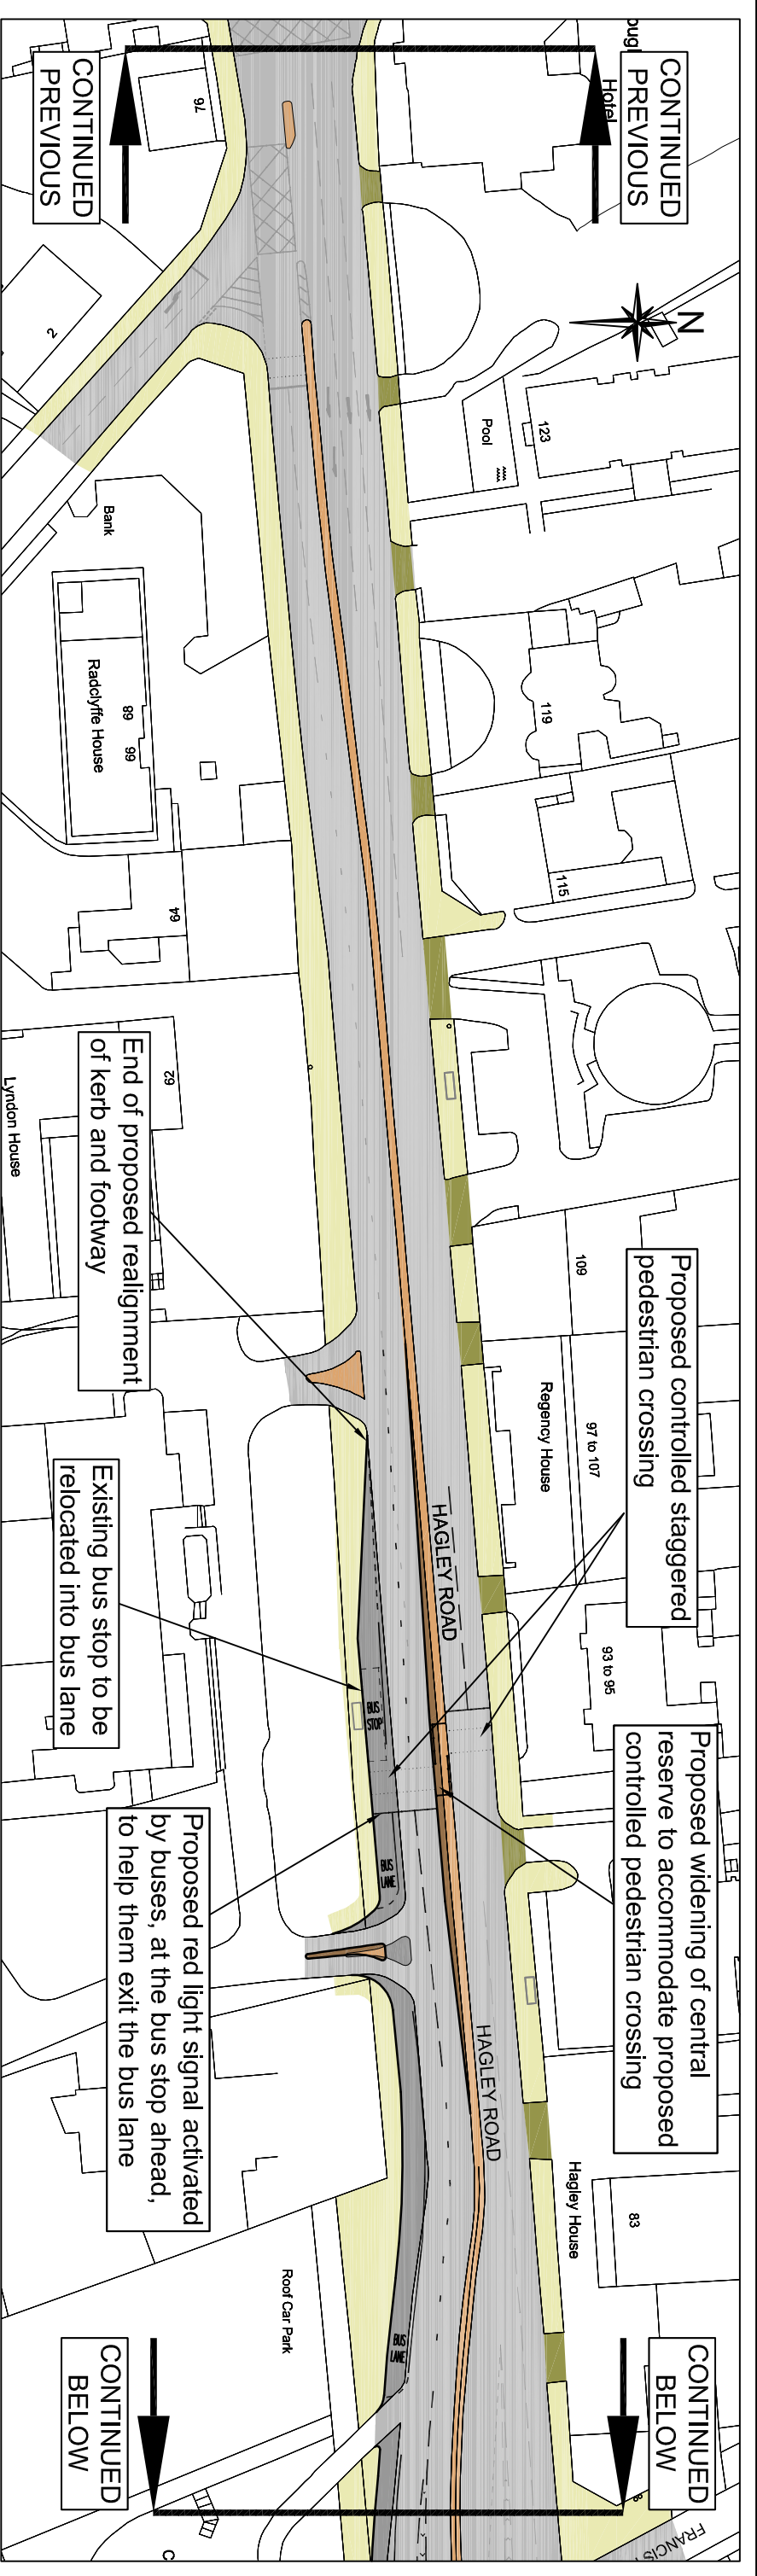 CONTINUED
PREVIOUS
CONTINUED
PREVIOUS
Hotel
N
76
2
Pool
123
Bank
Radclyffe House
89
99
119
115
64
62
Lyndon House
End of proposed realignment
of kerb and footway
109
Regency House
97 to 107
Proposed controlled staggered
pedestrian crossing
HAGLEY ROAD
93 to 95
Existing bus stop to be
relocated into bus lane
BUS
STOP
Proposed widening of central
reserve to accommodate proposed
controlled pedestrian crossing
BUS
LANE
Proposed red light signal activated
by buses, at the bus stop ahead,
to help them exit the bus lane
HAGLEY ROAD
Hagley House
83
Roof Car Park
BUS
LANE
CONTINUED
BELOW
CONTINUED
BELOW
FRANCIS